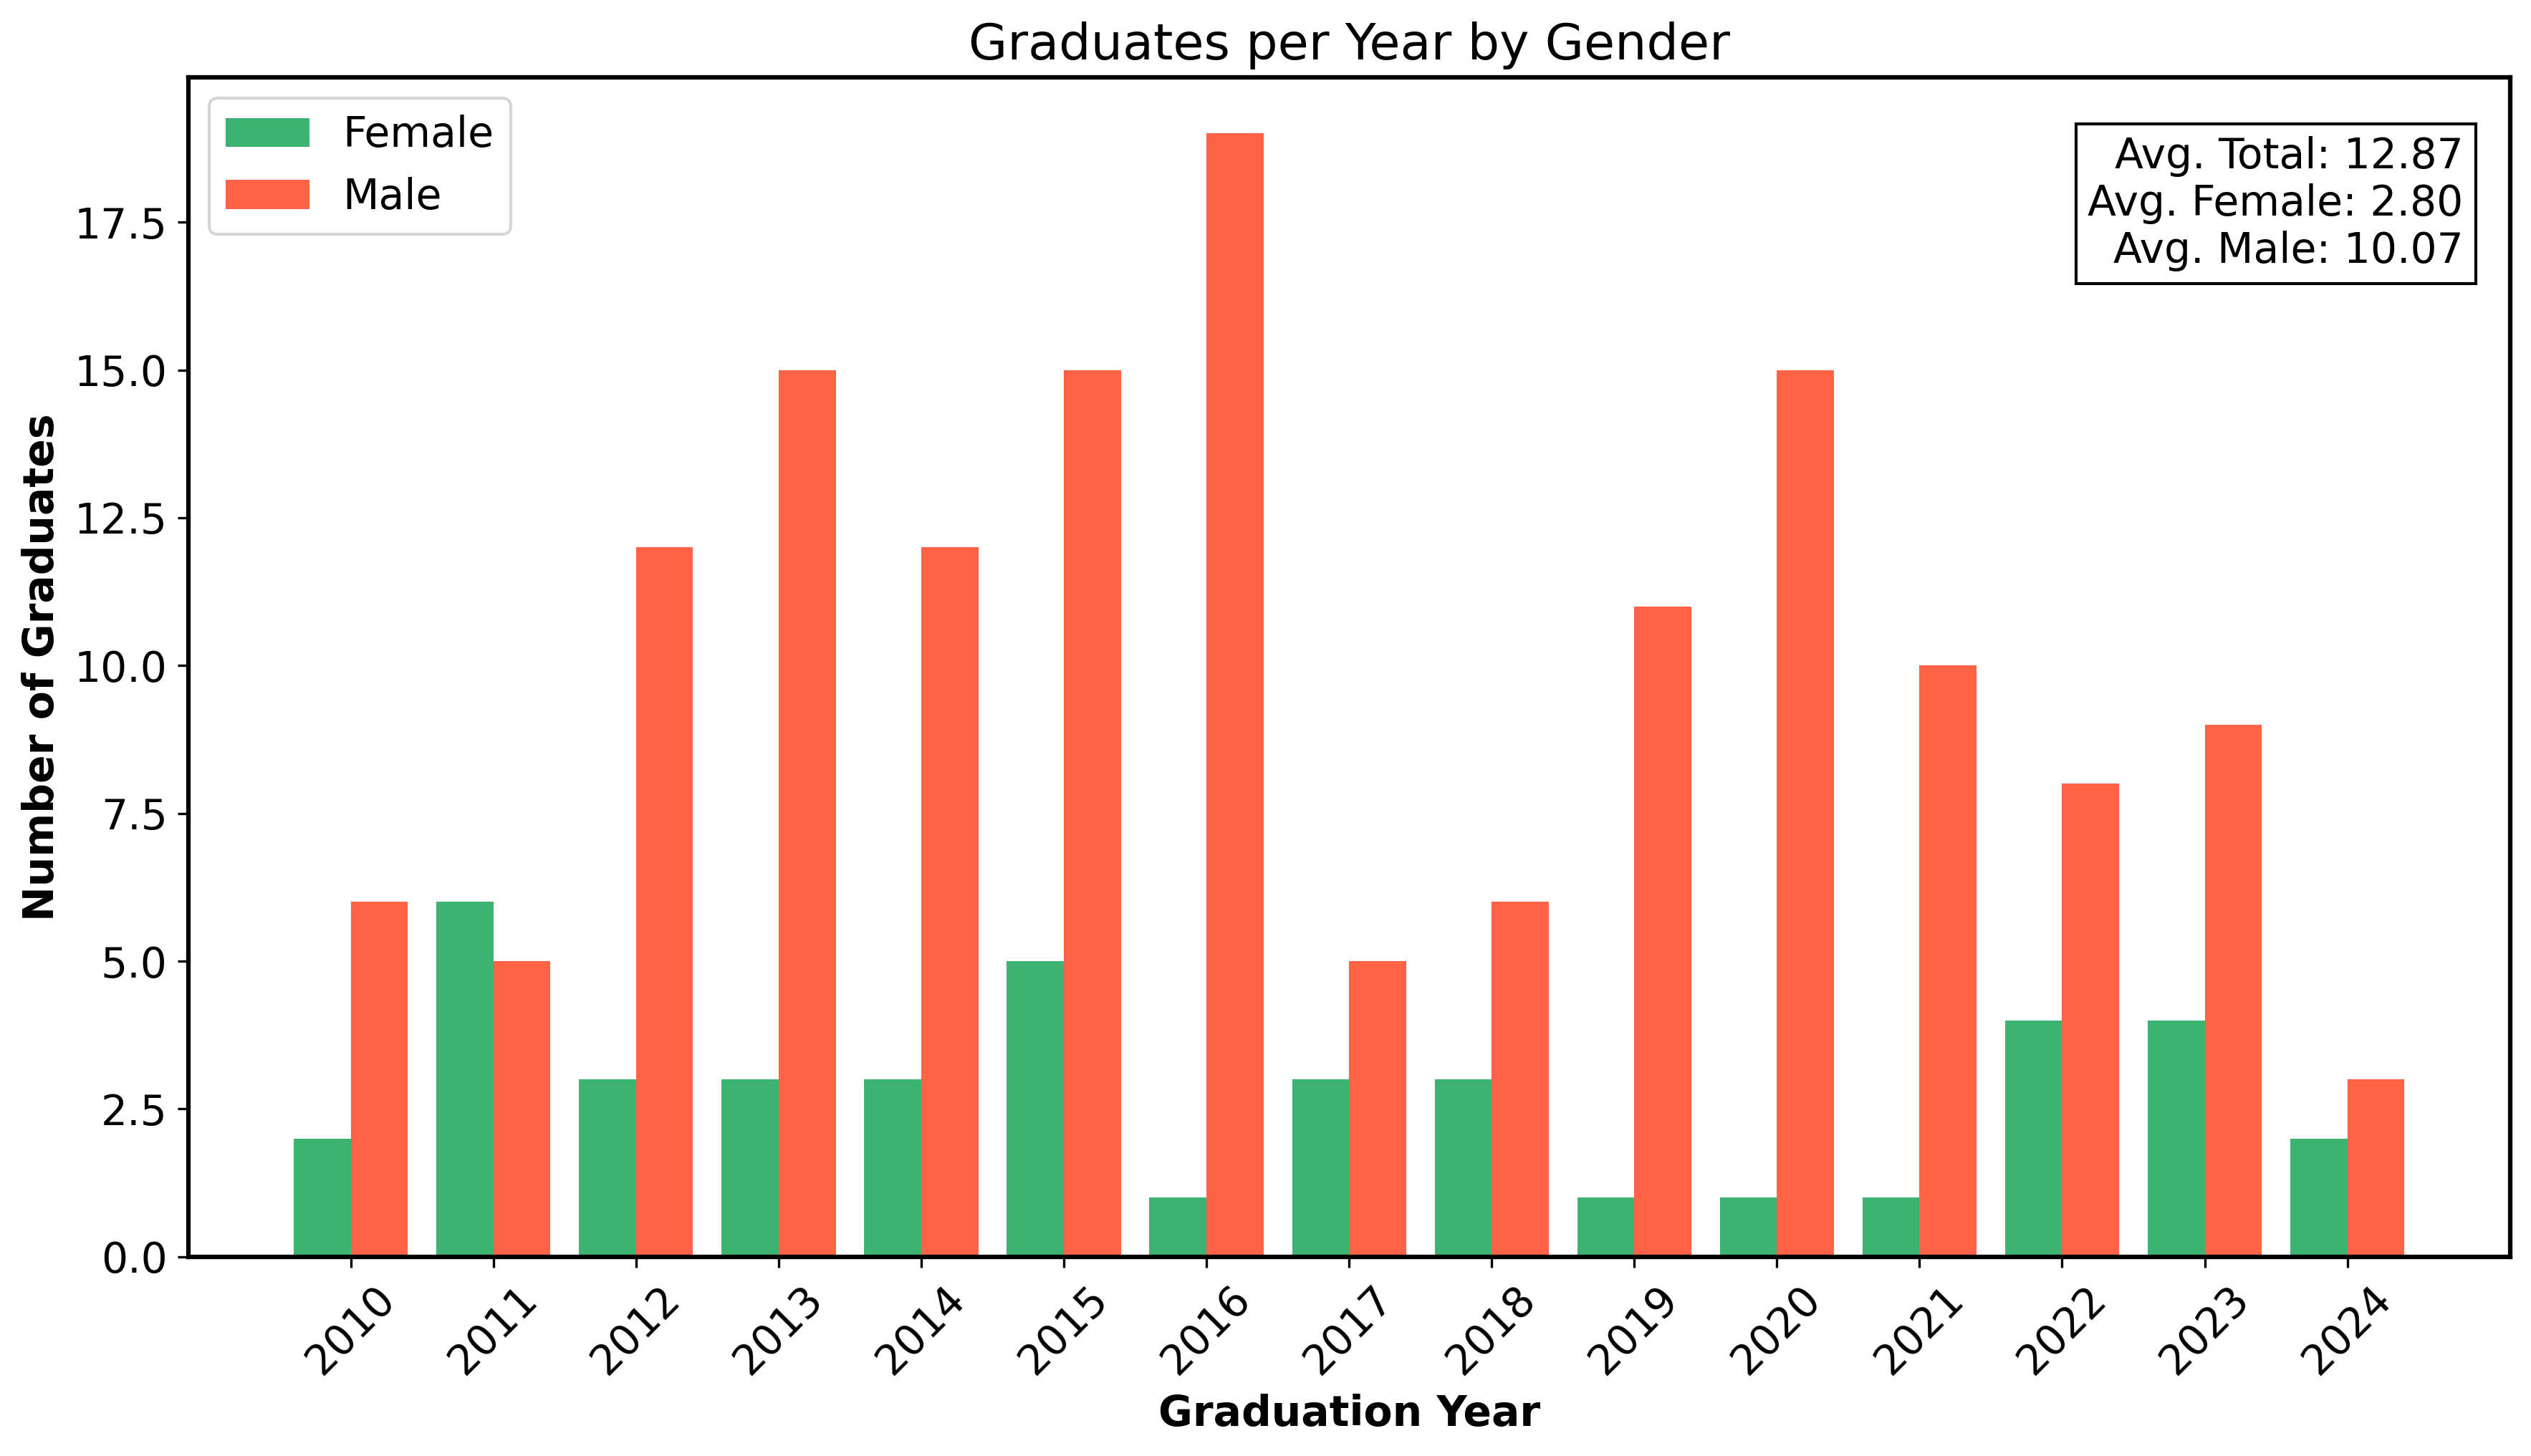 Graduates per Year by Gender
Female
Male
Avg. Total: 12.87
Avg. Female: 2.80
Avg. Male: 10.07
Number of Graduates
17.5
15.0
12.5
10.0
7.5
5.0
2.5
0.0
2010
2011
2012
2013
2014
2015
2016
2017
2018
2019
2020
2021
2022
2023
2024
Graduation Year